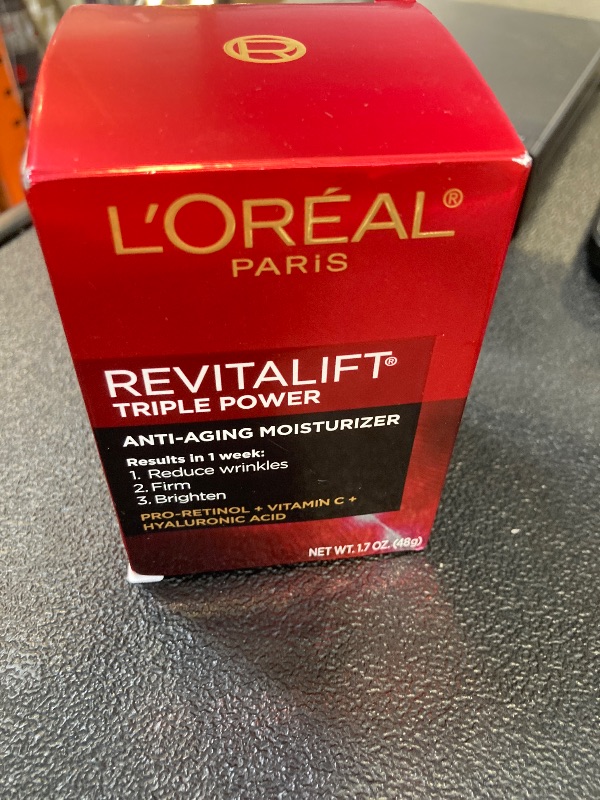 L'ORÉAL®
PARiS
REVITALIFT®
TRIPLE POWER
ANTI-AGING MOISTURIZER
Results in 1 week:
1. Reduce wrinkles
2. Firm
3. Brighten
PRO-RETINOL + VITAMIN C +
HYALURONIC ACID
NET WT. 1.7 OZ. (48g)